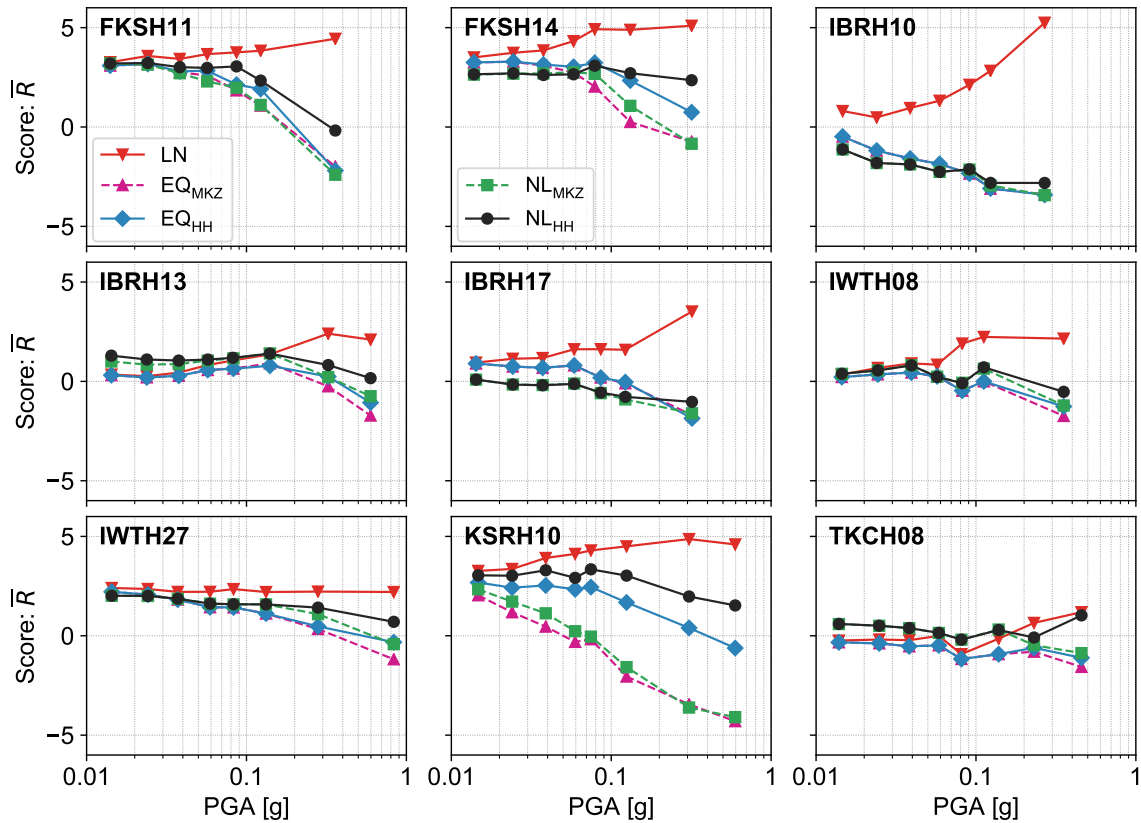 FKSH11 FKSH14 IBRH10
5
0
−5
Score: R̅
LN
EQMKZ
EQHH
NLMKZ
NLHH
IBRH13 IBRH17 IWTH08
5
0
−5
Score: R̅
IWTH27 KSRH10 TKCH08
5
0
−5
Score: R̅
0.01 0.1 1 0.01 0.1 1 0.01 0.1 1
PGA [g] PGA [g] PGA [g]